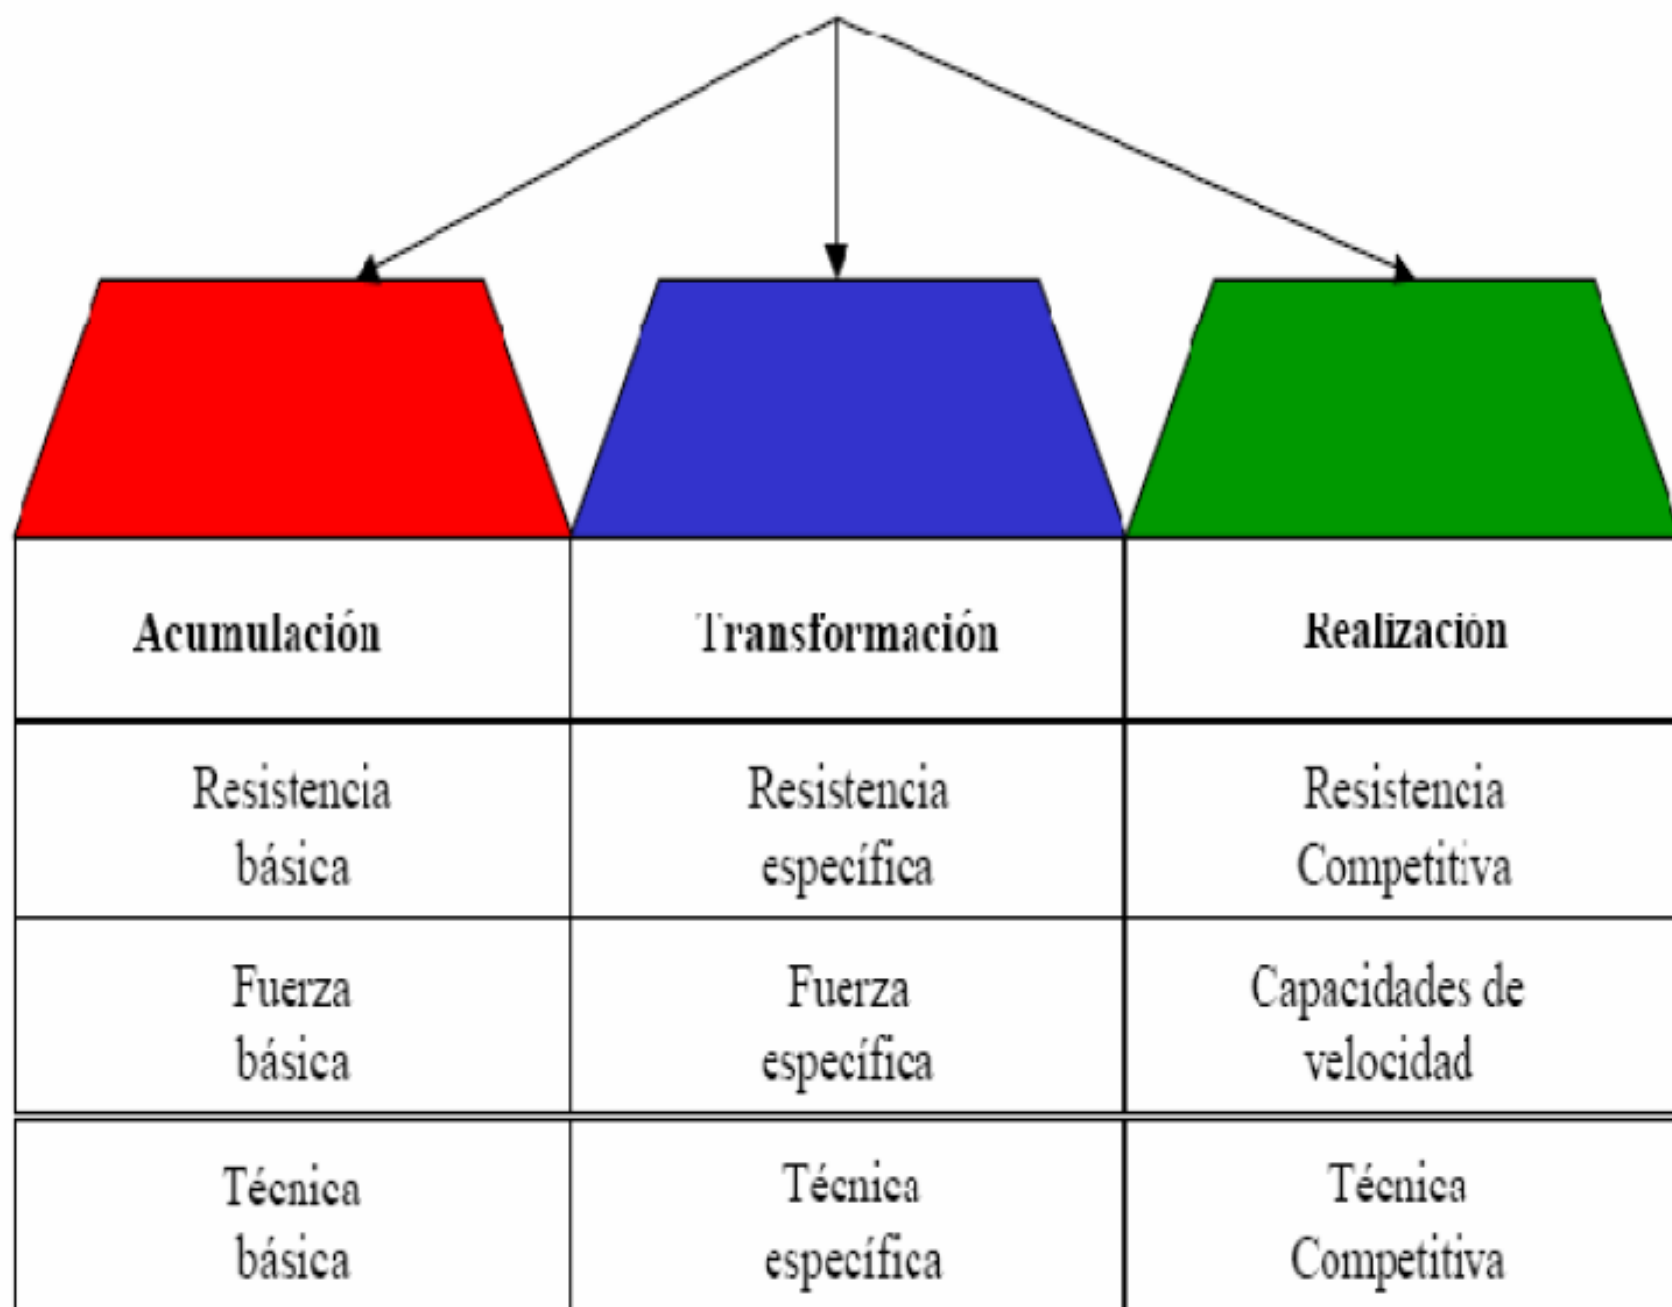 Acumulación
Transformación
Realización
Resistencia
básica
Resistencia
específica
Resistencia
Competitiva
Fuerza
básica
Fuerza
específica
Capacidades de
velocidad
Técnica
básica
Técnica
específica
Técnica
Competitiva